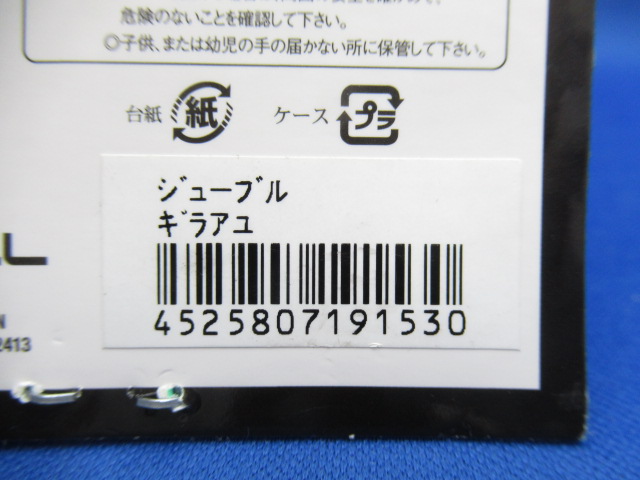 危険のないことを確認して下さい。
◎子供、または幼児の手の届かない所に保管して下さい。
台紙 紙 ケース プラ
ジューブル
ギラアユ
4525807191530
2413